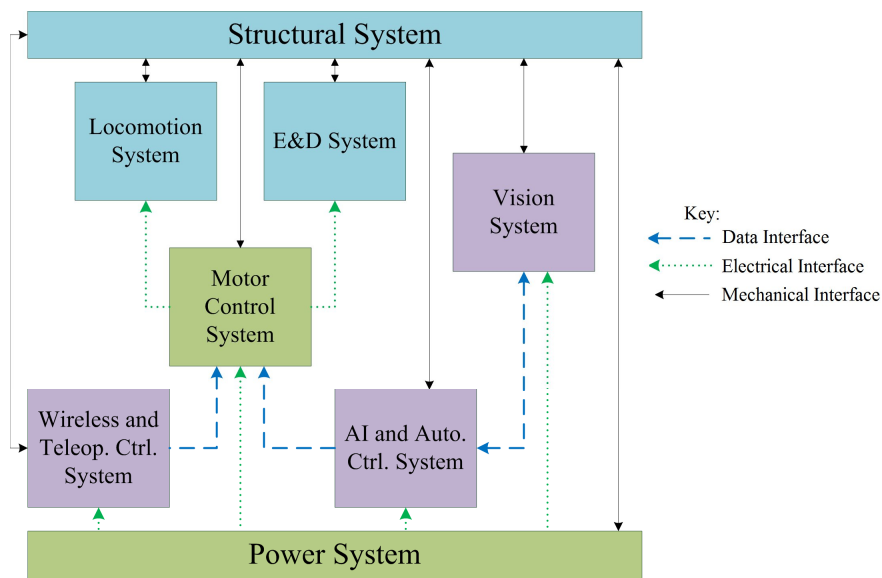 Structural System
Locomotion
System
E&D System
Vision
System
Key:
Data Interface
Electrical Interface
Mechanical Interface
Motor
Control
System
Wireless and
Teleop. Ctrl.
System
AI and Auto.
Ctrl. System
Power System